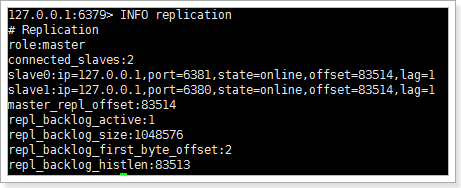 127.0.0.1:6379> INFO replication
# Replication
role:master
connected_slaves:2
slave0:ip=127.0.0.1,port=6381,state=online,offset=83514,lag=1
slave1:ip=127.0.0.1,port=6380,state=online,offset=83514,lag=1
master_repl_offset:83514
repl_backlog_active:1
repl_backlog_size:1048576
repl_backlog_first_byte_offset:2
repl_backlog_histlen:83513